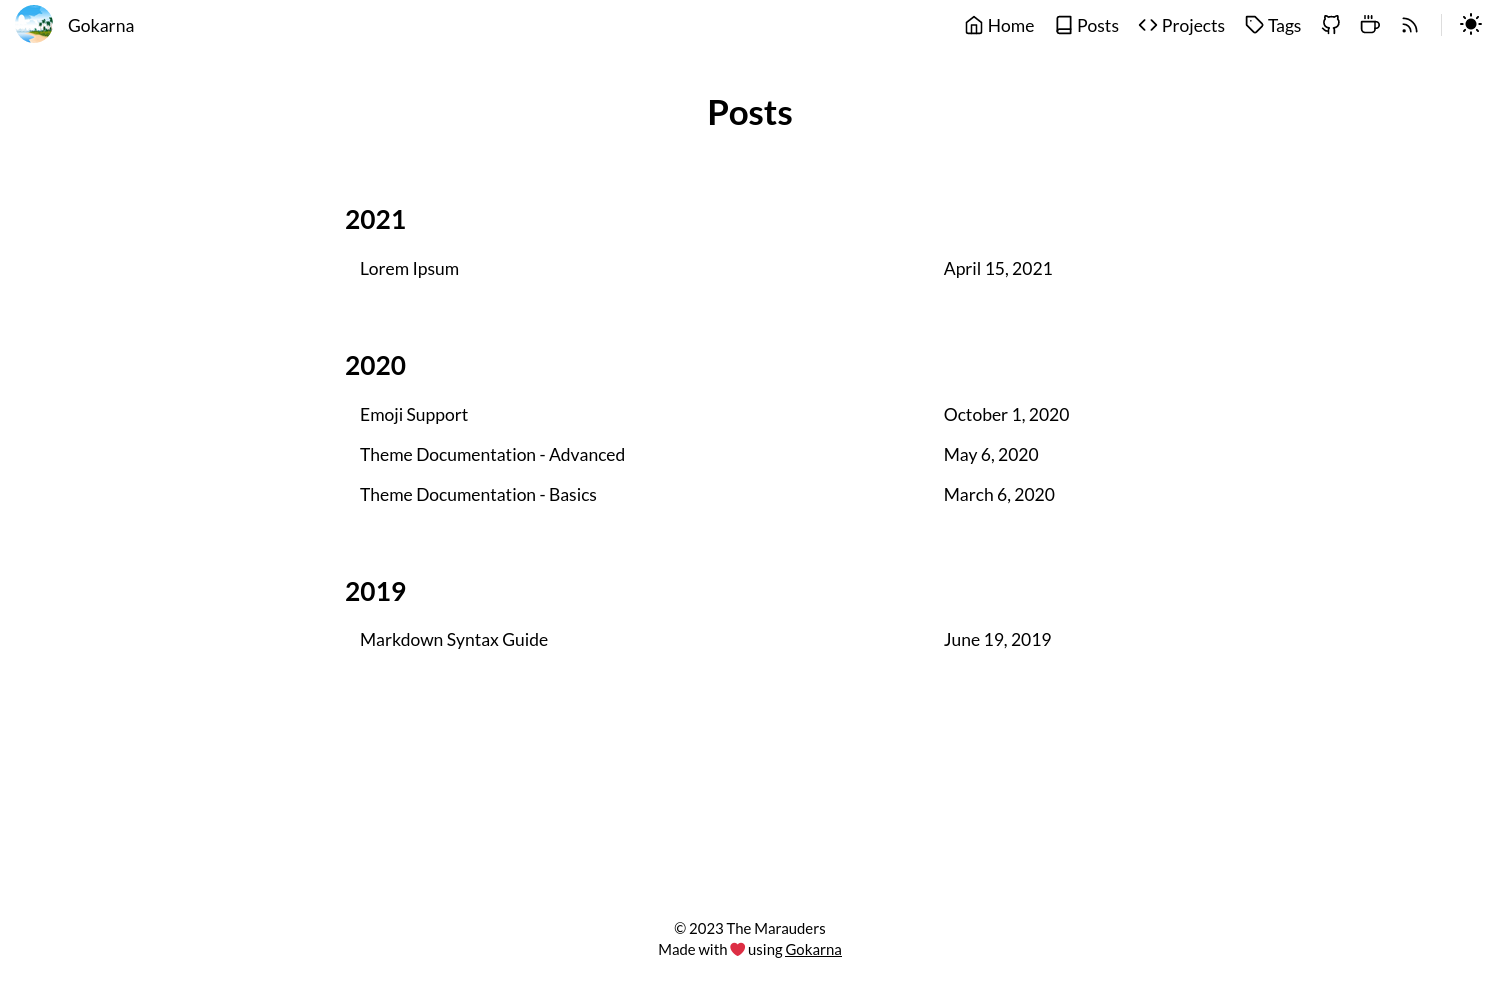 Gokarna Home Posts Projects Tags
Posts
2021
Lorem Ipsum April 15, 2021
2020
Emoji Support October 1, 2020
Theme Documentation - Advanced May 6, 2020
Theme Documentation - Basics March 6, 2020
2019
Markdown Syntax Guide June 19, 2019
© 2023 The Marauders
Made with ❤️ using Gokarna